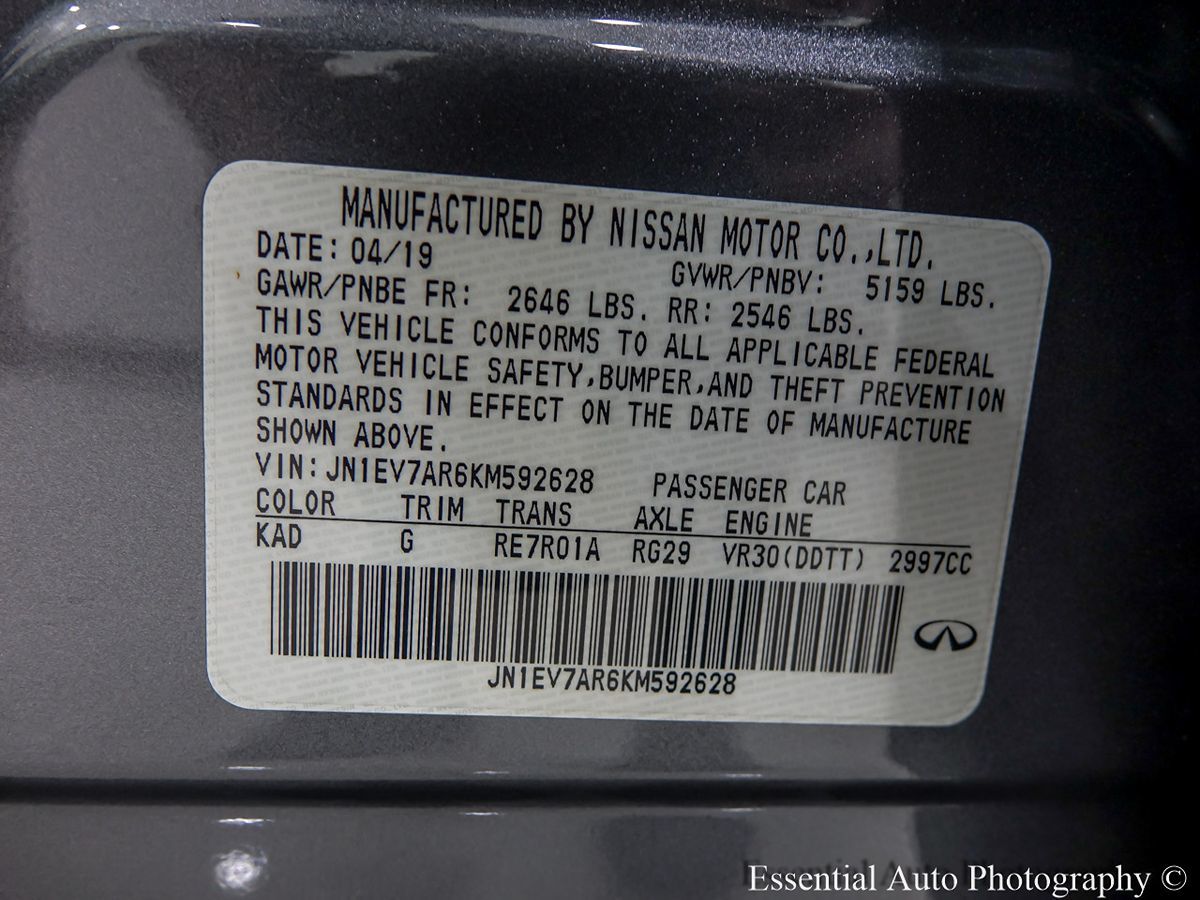 MANUFACTURED BY NISSAN MOTOR CO.,LTD.
DATE: 04/19 GVWR/PNBV: 5159 LBS.
GAWR/PNBE FR: 2646 LBS. RR: 2546 LBS.
THIS VEHICLE CONFORMS TO ALL APPLICABLE FEDERAL
MOTOR VEHICLE SAFETY,BUMPER,AND THEFT PREVENTION
STANDARDS IN EFFECT ON THE DATE OF MANUFACTURE
SHOWN ABOVE.
VIN:JN1EV7AR6KM592628 PASSENGER CAR
COLOR TRIM TRANS AXLE ENGINE
KAD G RE7R01A RG29 VR30(DDTT) 2997CC
JN1EV7AR6KM592628
Essential Auto Photography ©